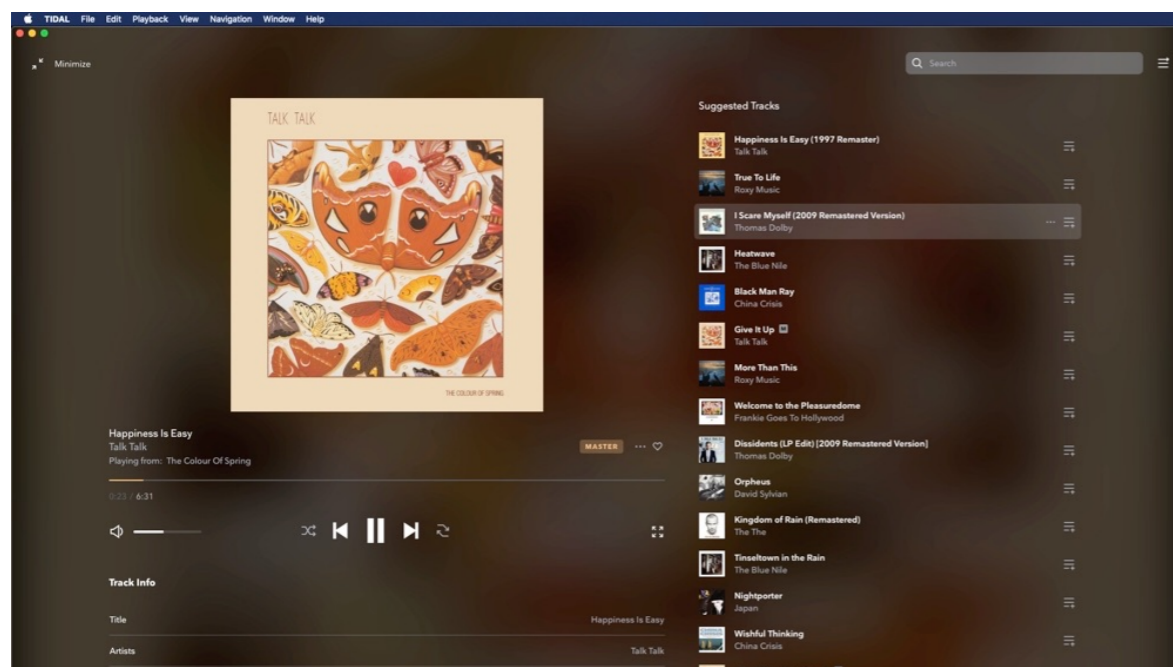 TIDAL File Edit Playback View Navigation Window Help
Minimize
Search
TALK TALK
THE COLOUR OF SPRING
Happiness Is Easy
Talk Talk
Playing from: The Colour Of Spring
MASTER
0:23 / 6:31
Track Info
Title Happiness Is Easy
Artists Talk Talk
Suggested Tracks
Happiness Is Easy (1997 Remaster)
Talk Talk
True To Life
Roxy Music
I Scare Myself (2009 Remastered Version)
Thomas Dolby
Heatwave
The Blue Nile
Black Man Ray
China Crisis
Give It Up M
Talk Talk
More Than This
Roxy Music
Welcome to the Pleasuredome
Frankie Goes To Hollywood
Dissidents (LP Edit) [2009 Remastered Version]
Thomas Dolby
Orpheus
David Sylvian
Kingdom of Rain (Remastered)
The The
Tinseltown in the Rain
The Blue Nile
Nightporter
Japan
Wishful Thinking
China Crisis